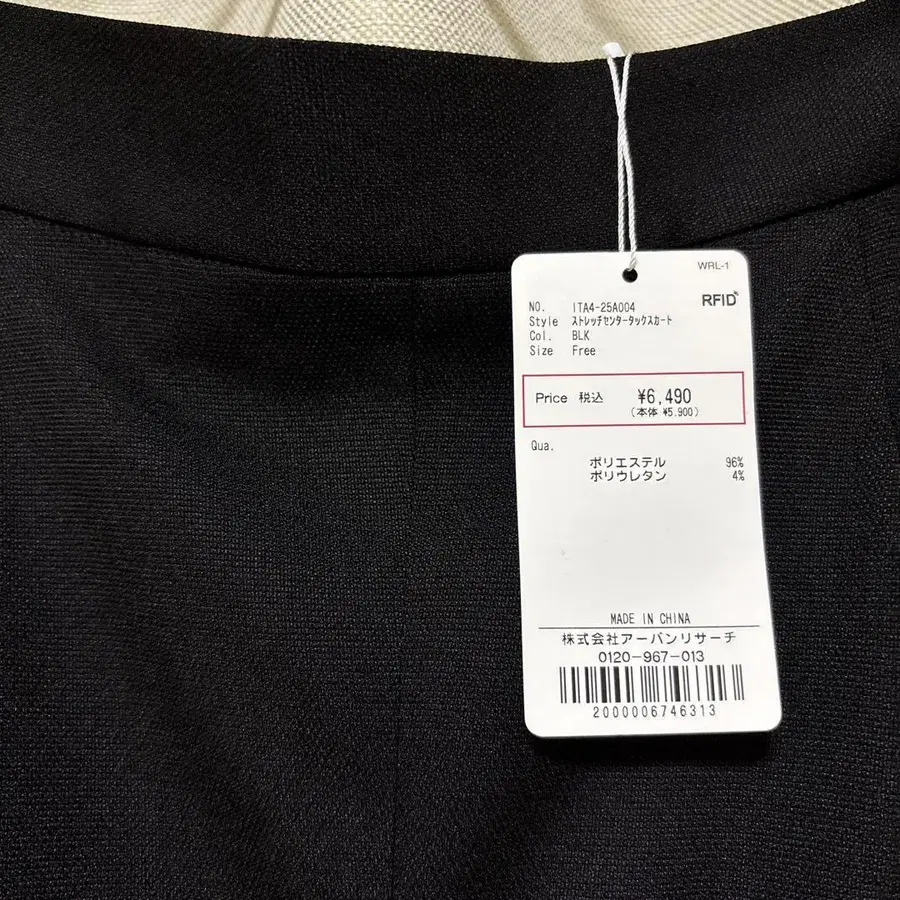 WRL-1
RFID
NO. ITA4-25A004
Style ストレッチセンタータックスカート
Col. BLK
Size Free
Price 税込 ¥6,490
(本体 ¥5,900)
Qua.
ポリエステル 96%
ポリウレタン 4%
MADE IN CHINA
株式会社アーバンリサーチ
0120-967-013
2000006746313